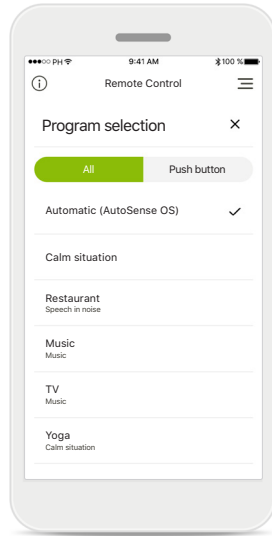 ●●●○○ PH 9:41 AM 100 %
Remote Control
Program selection
All Push button
Automatic (AutoSense OS)
Calm situation
Restaurant
Speech in noise
Music
Music
TV
Music
Yoga
Calm situation